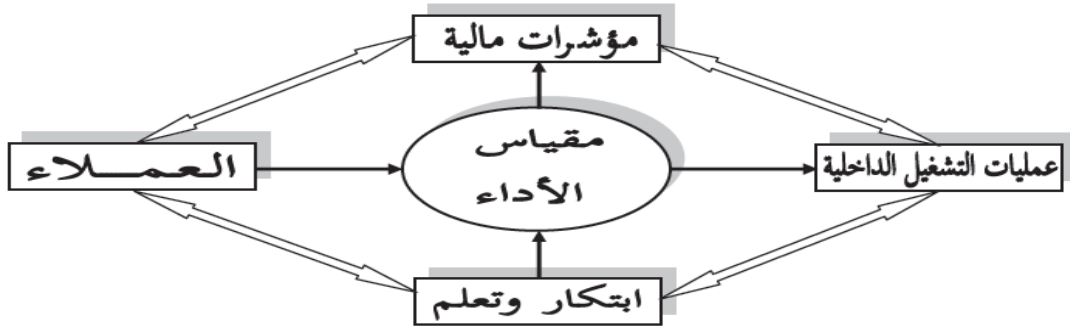 مؤشرات مالية
عمليات التشغيل الداخلية
مقياس
الأداء
العمـــلاء
ابتكار وتعلم